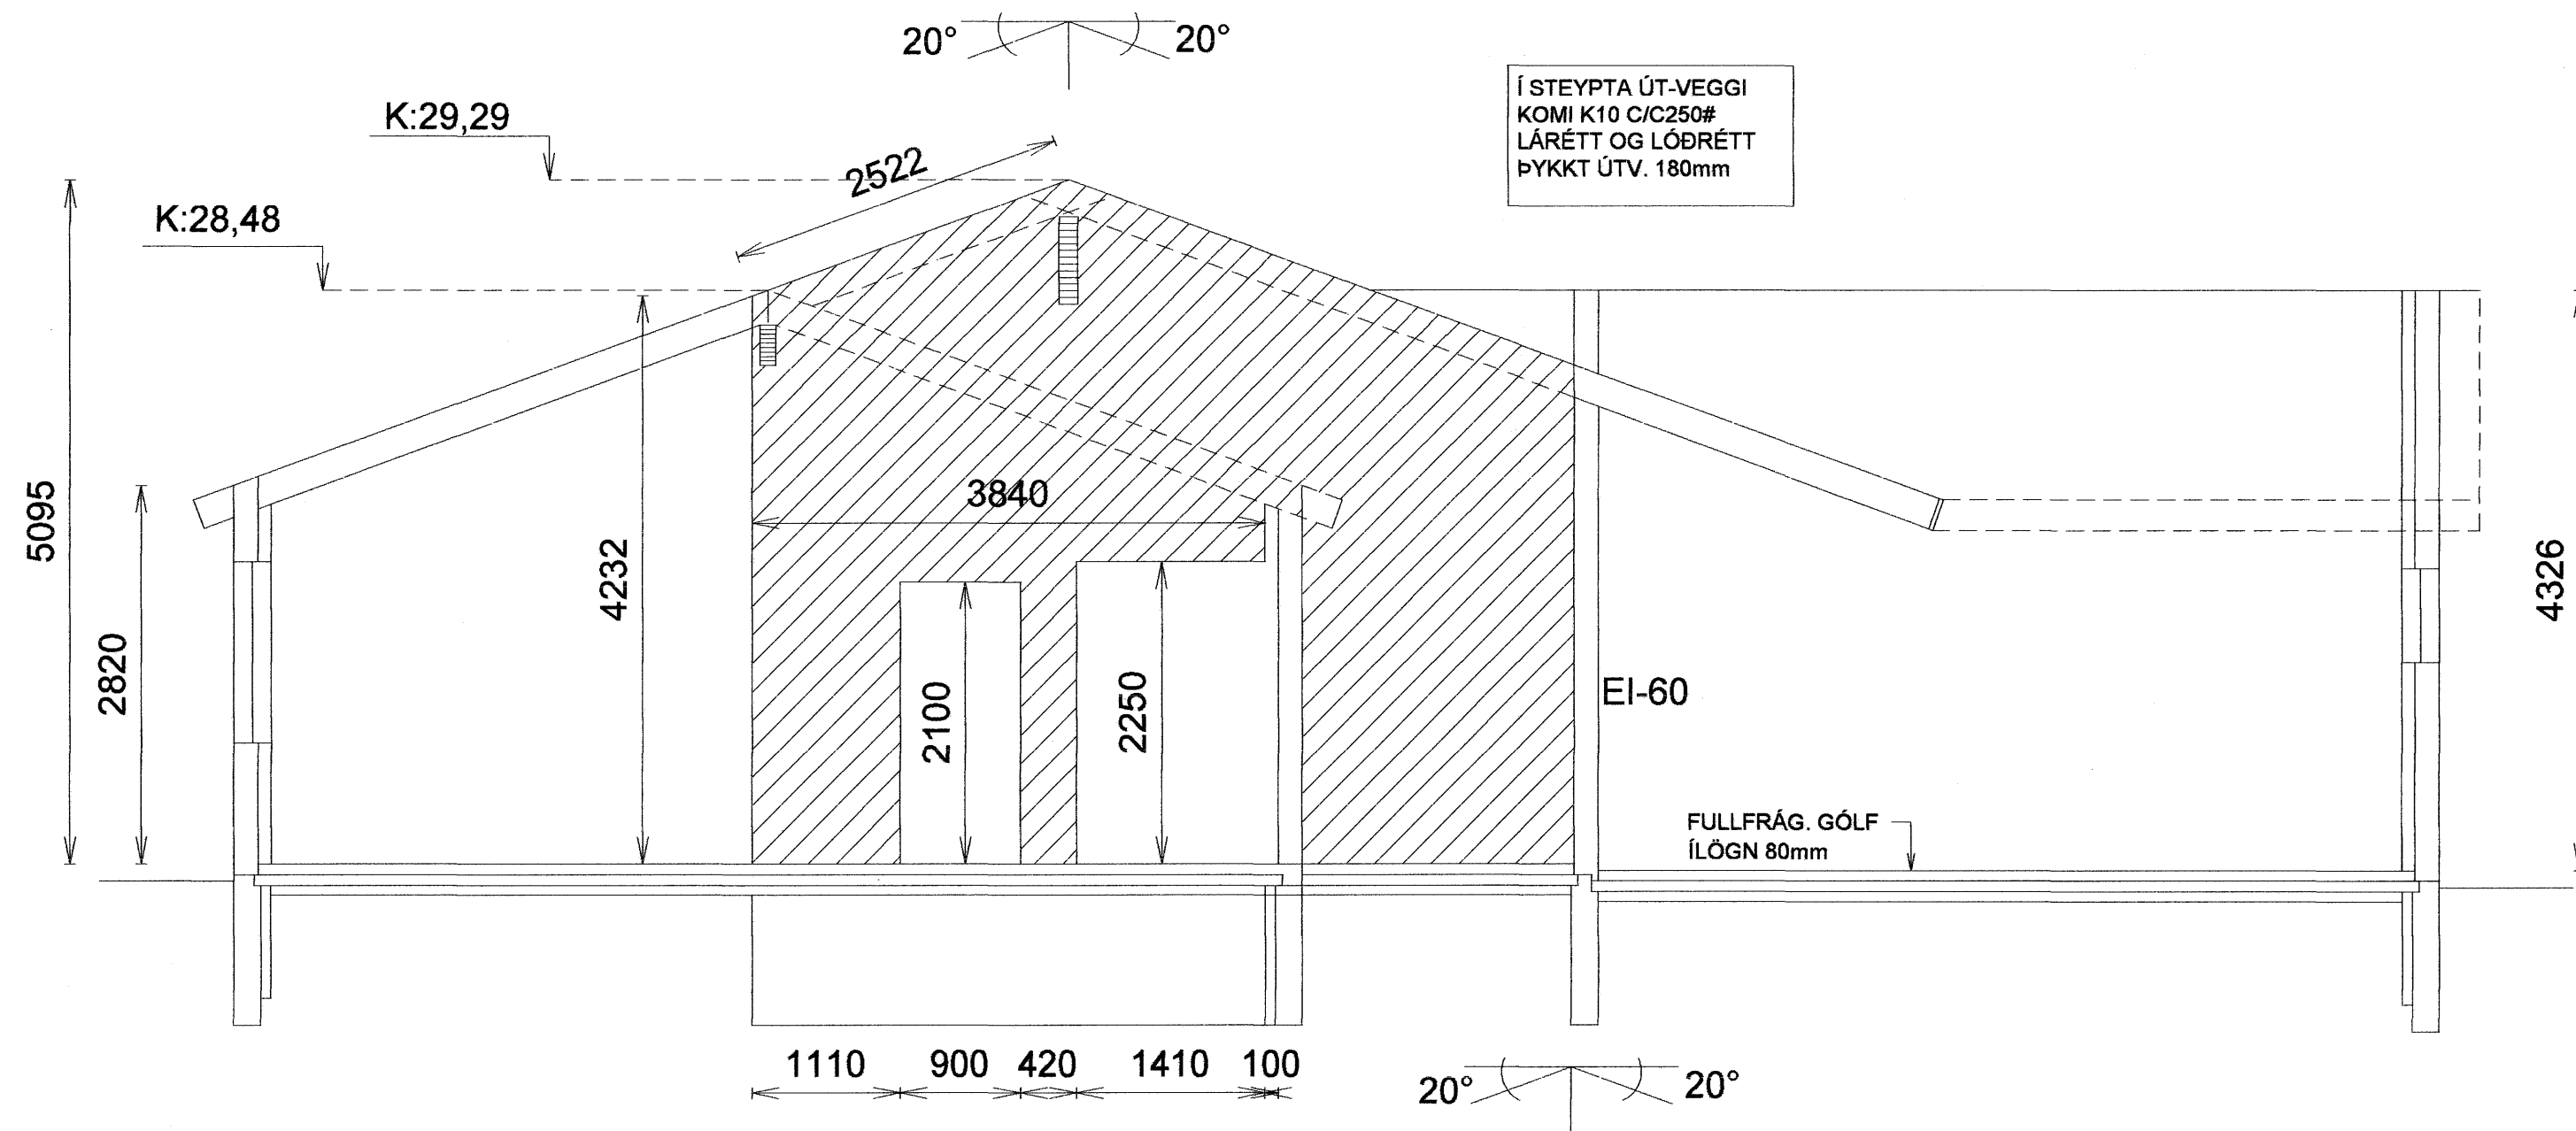 20°
20°
Í STEYPTA ÚT-VEGGI
KOMI K10 C/C250#
LÁRÉTT OG LÓÐRÉTT
ÞYKKT ÚTV. 180mm
K:29,29
2522
K:28,48
3840
5095
4232
4326
2820
2100
2250
EI-60
FULLFRÁG. GÓLF
ÍLÖGN 80mm
1110
900
420
1410
100
20°
20°